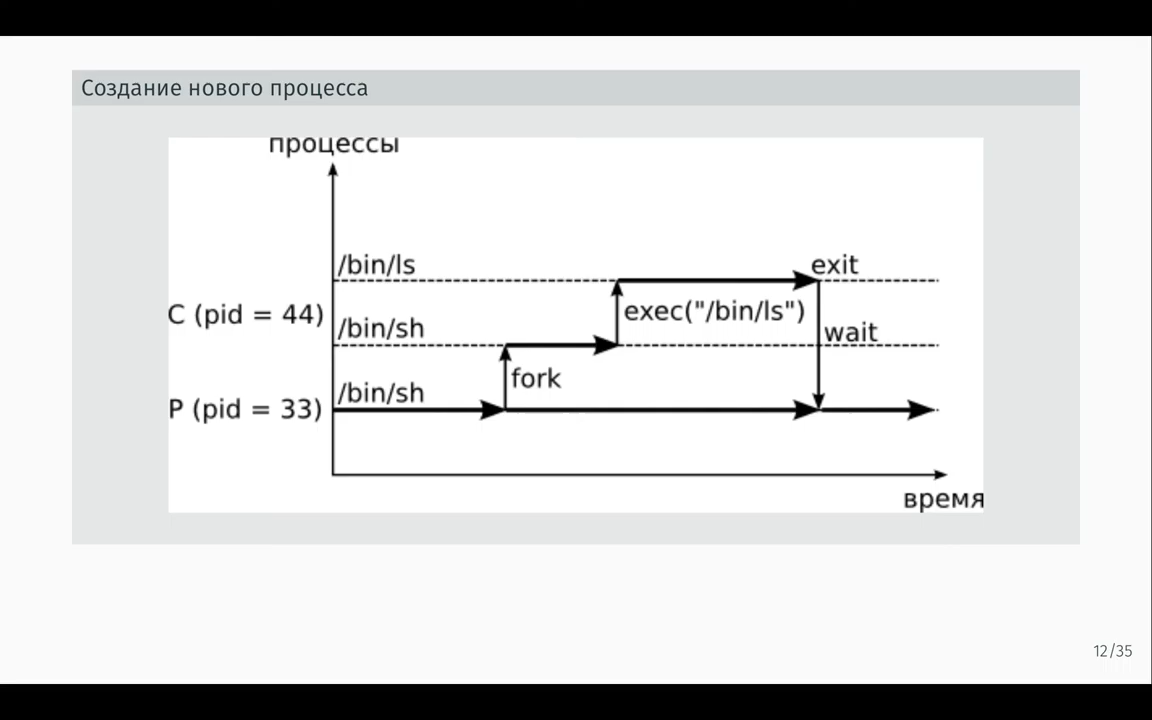 Создание нового процесса
процессы
/bin/ls
exit
C (pid = 44)
exec("/bin/ls")
/bin/sh
wait
fork
/bin/sh
P (pid = 33)
время
12/35